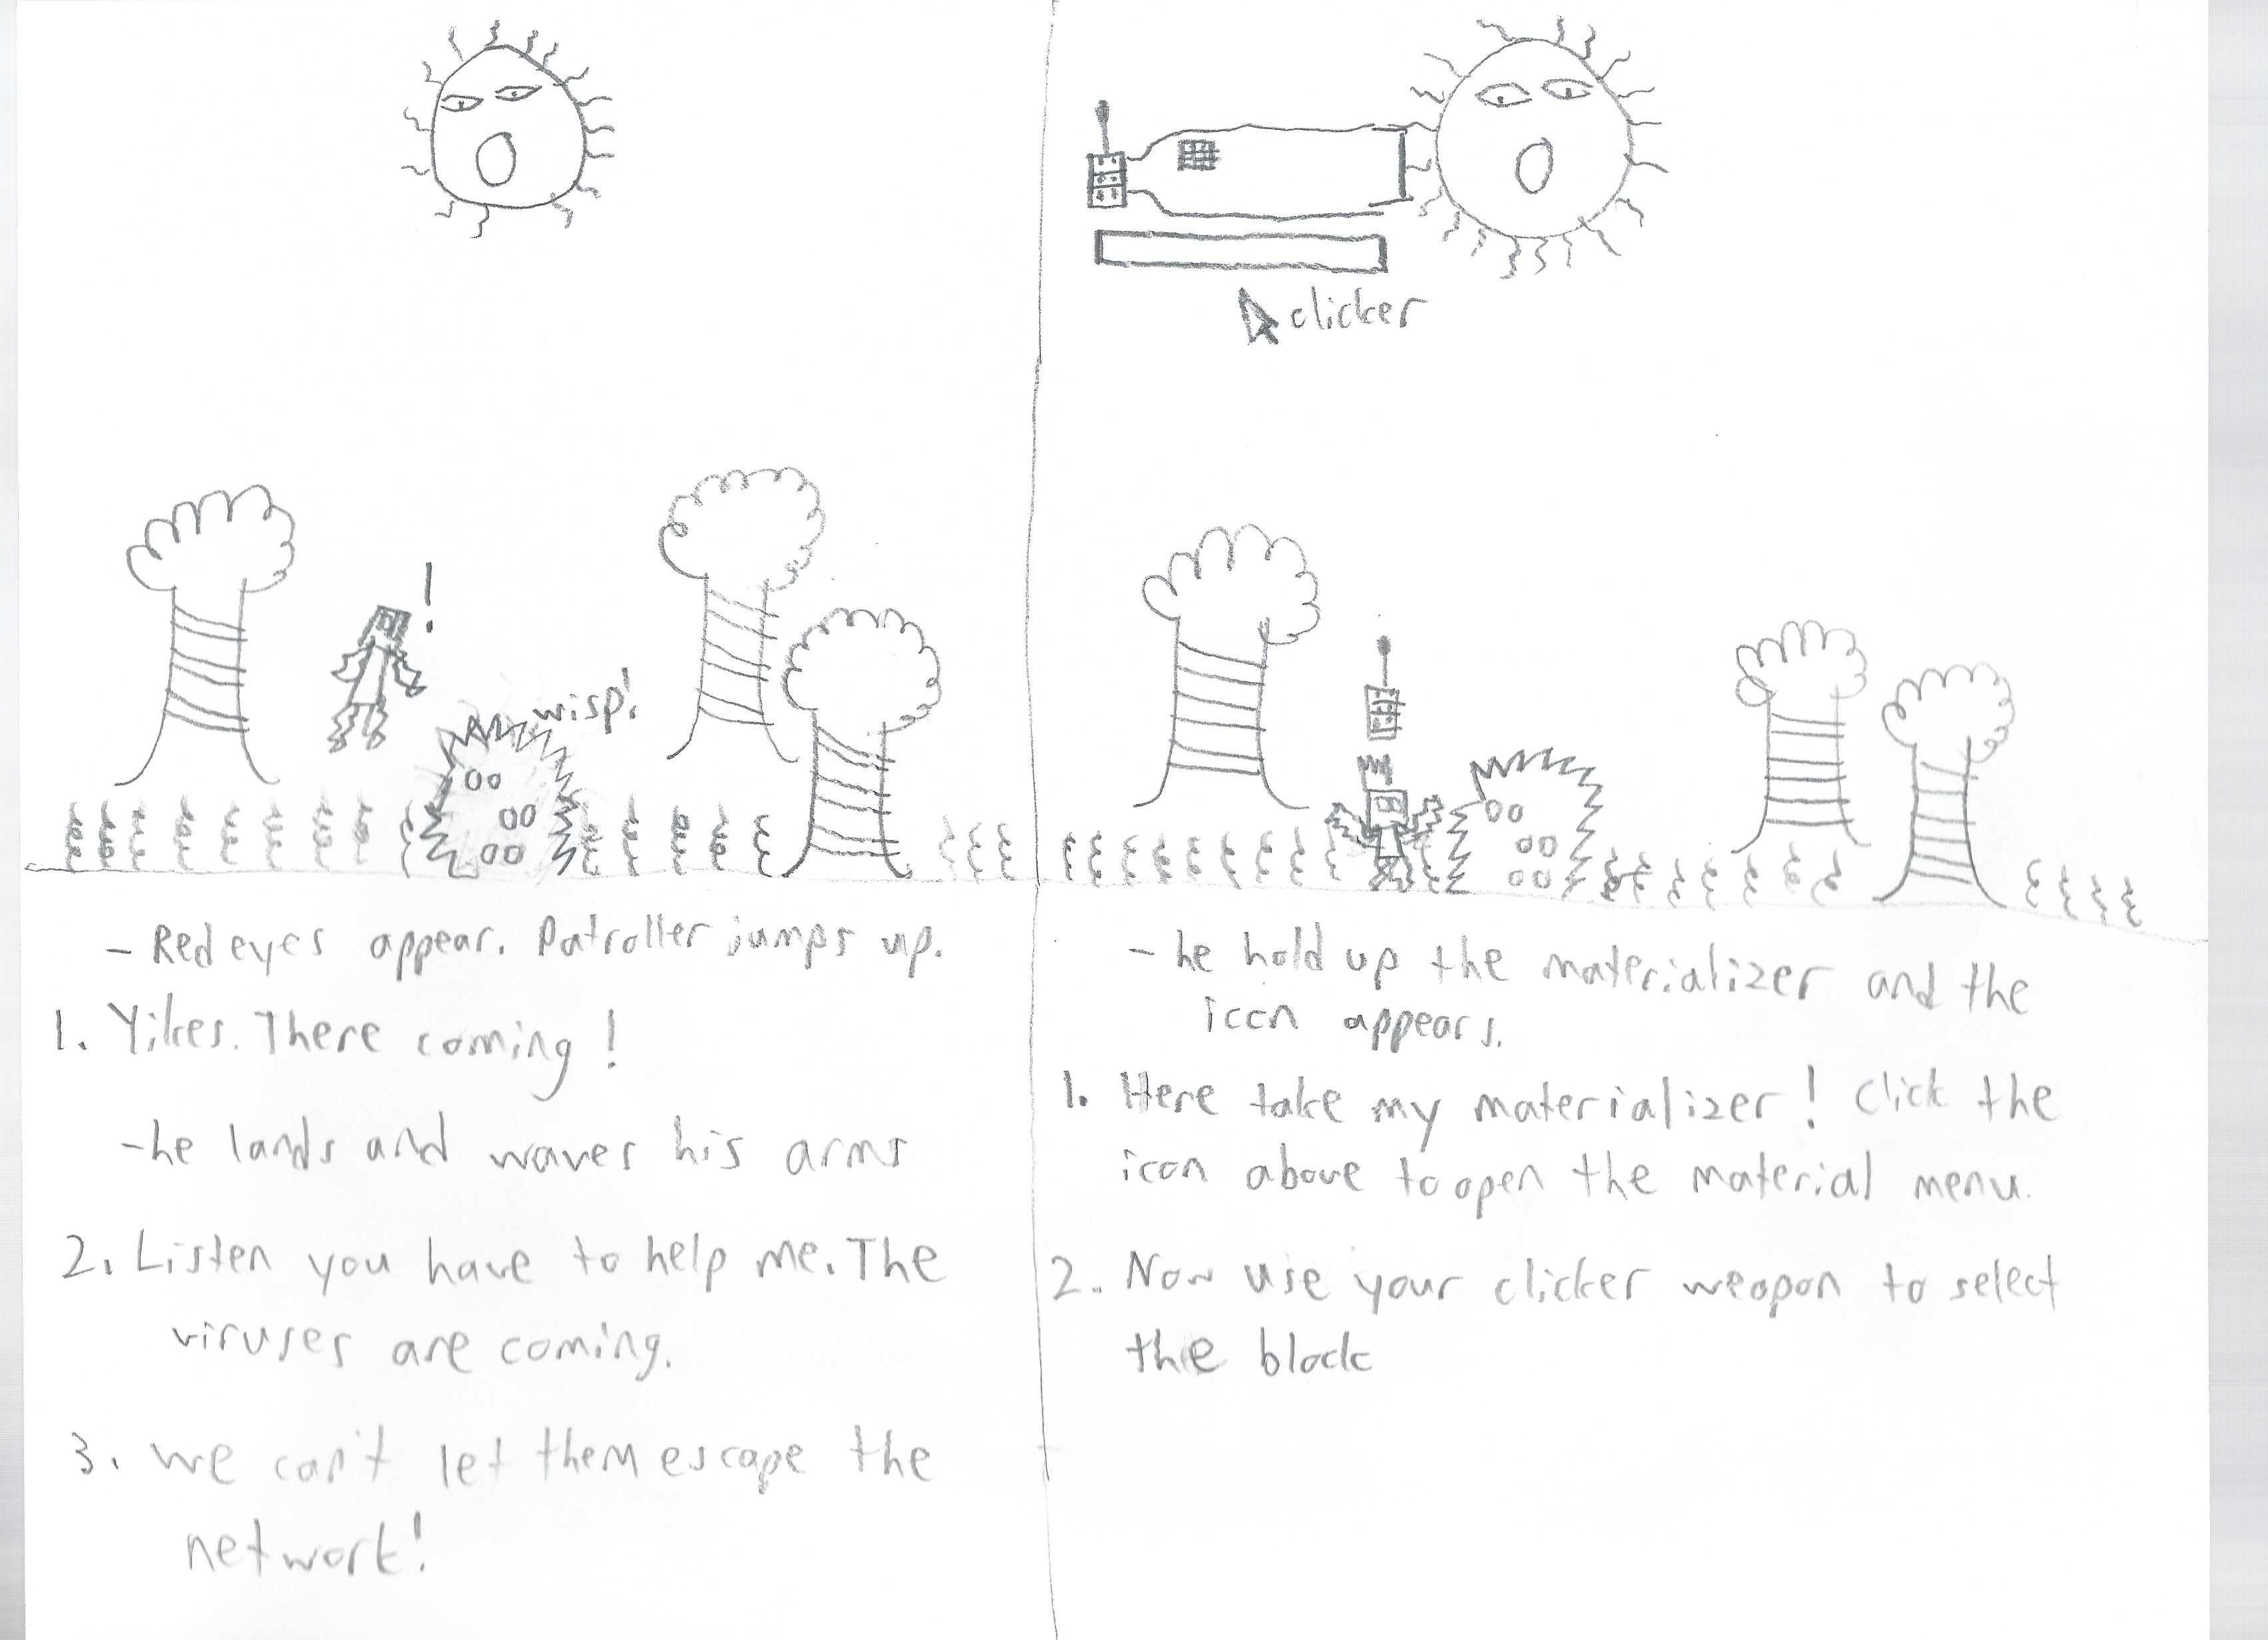 !
wisp!
- Red eyes appear. Patroller jumps up.
1. Yikes. There coming!
-he lands and waves his arms
2. Listen you have to help me. The
viruses are coming.
3. we can't let them escape the
network!
clicker
- he hold up the materializer and the
icon appears.
1. Here take my materializer! Click the
icon above to open the material menu.
2. Now use your clicker weapon to select
the block